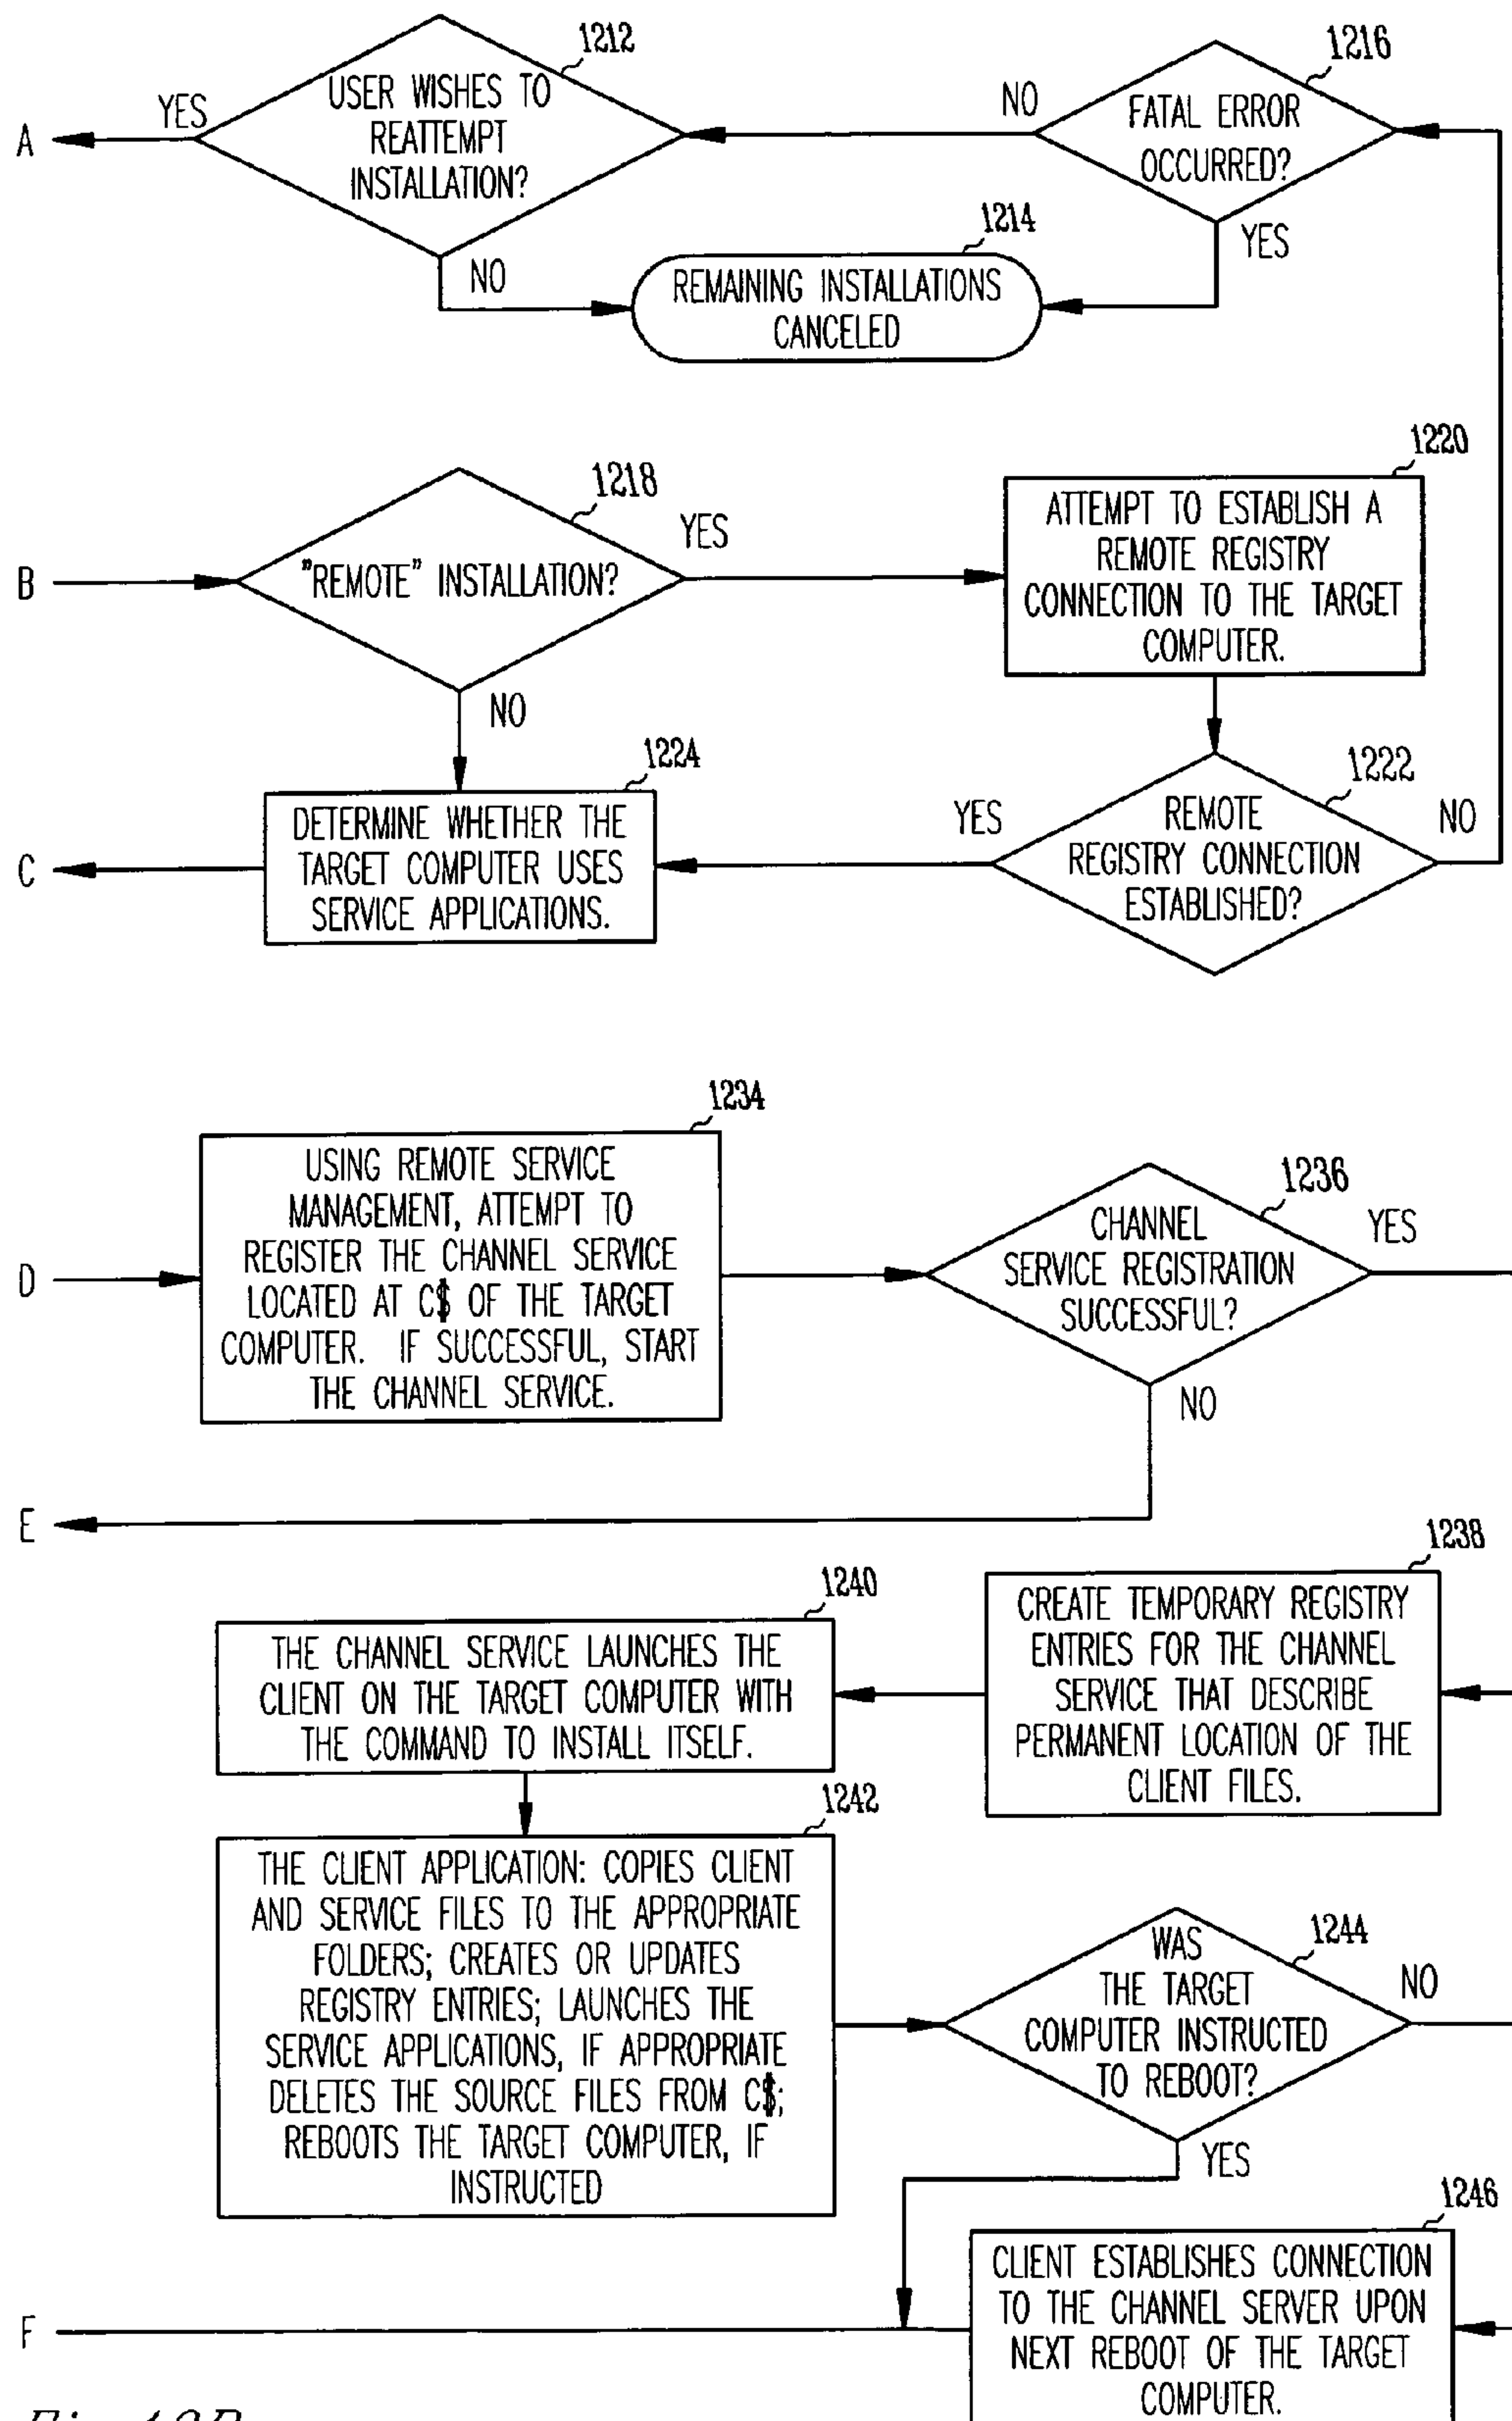 1212
USER WISHES TO
REATTEMPT
INSTALLATION?
YES
A
NO
1216
FATAL ERROR
OCCURRED?
NO
YES
1214
REMAINING INSTALLATIONS
CANCELED
B
1218
"REMOTE" INSTALLATION?
YES
NO
1220
ATTEMPT TO ESTABLISH A
REMOTE REGISTRY
CONNECTION TO THE TARGET
COMPUTER.
1222
REMOTE
REGISTRY CONNECTION
ESTABLISHED?
YES
NO
1224
DETERMINE WHETHER THE
TARGET COMPUTER USES
SERVICE APPLICATIONS.
C
D
1234
USING REMOTE SERVICE
MANAGEMENT, ATTEMPT TO
REGISTER THE CHANNEL SERVICE
LOCATED AT C$ OF THE TARGET
COMPUTER. IF SUCCESSFUL, START
THE CHANNEL SERVICE.
1236
CHANNEL
SERVICE REGISTRATION
SUCCESSFUL?
YES
NO
E
1238
CREATE TEMPORARY REGISTRY
ENTRIES FOR THE CHANNEL
SERVICE THAT DESCRIBE
PERMANENT LOCATION OF THE
CLIENT FILES.
1240
THE CHANNEL SERVICE LAUNCHES THE
CLIENT ON THE TARGET COMPUTER WITH
THE COMMAND TO INSTALL ITSELF.
1242
THE CLIENT APPLICATION: COPIES CLIENT
AND SERVICE FILES TO THE APPROPRIATE
FOLDERS; CREATES OR UPDATES
REGISTRY ENTRIES; LAUNCHES THE
SERVICE APPLICATIONS, IF APPROPRIATE
DELETES THE SOURCE FILES FROM C$;
REBOOTS THE TARGET COMPUTER, IF
INSTRUCTED
1244
WAS
THE TARGET
COMPUTER INSTRUCTED
TO REBOOT?
NO
YES
1246
CLIENT ESTABLISHES CONNECTION
TO THE CHANNEL SERVER UPON
NEXT REBOOT OF THE TARGET
COMPUTER.
F